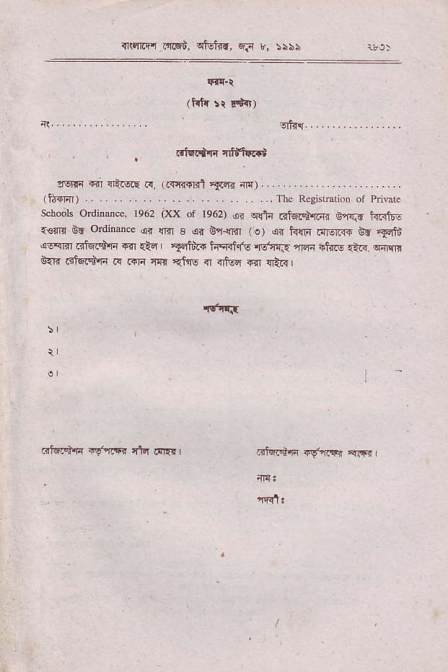 বাংলাদেশ গেজেট, অতিরিক্ত, জুন ৮, ১৯৯৯ ২৮৩১
ফরম-২
(বিধি ১২ দ্রষ্টব্য)
নং.................. তারিখ..................
রেজিস্ট্রেশন সার্টিফিকেট
প্রত্যয়ন করা যাইতেছে যে, (বেসরকারী স্কুলের নাম)..........................
(ঠিকানা) ................................... The Registration of Private
Schools Ordinance, 1962 (XX of 1962) এর অধীন রেজিস্ট্রেশনের উপযুক্ত বিবেচিত
হওয়ায় উক্ত Ordinance এর ধারা ৪ এর উপ-ধারা (৩) এর বিধান মোতাবেক উক্ত স্কুলটি
এতদ্বারা রেজিস্ট্রেশন করা হইল। স্কুলটিকে নিম্নবর্ণিত শর্তসমূহ পালন করিতে হইবে, অন্যথায়
উহার রেজিস্ট্রেশন যে কোন সময় স্থগিত বা বাতিল করা যাইবে।
শর্তসমূহ
১।
২।
৩।
রেজিস্ট্রেশন কর্তৃপক্ষের সীল মোহর। রেজিস্ট্রেশন কর্তৃপক্ষের স্বাক্ষর।
নাম:
পদবী: